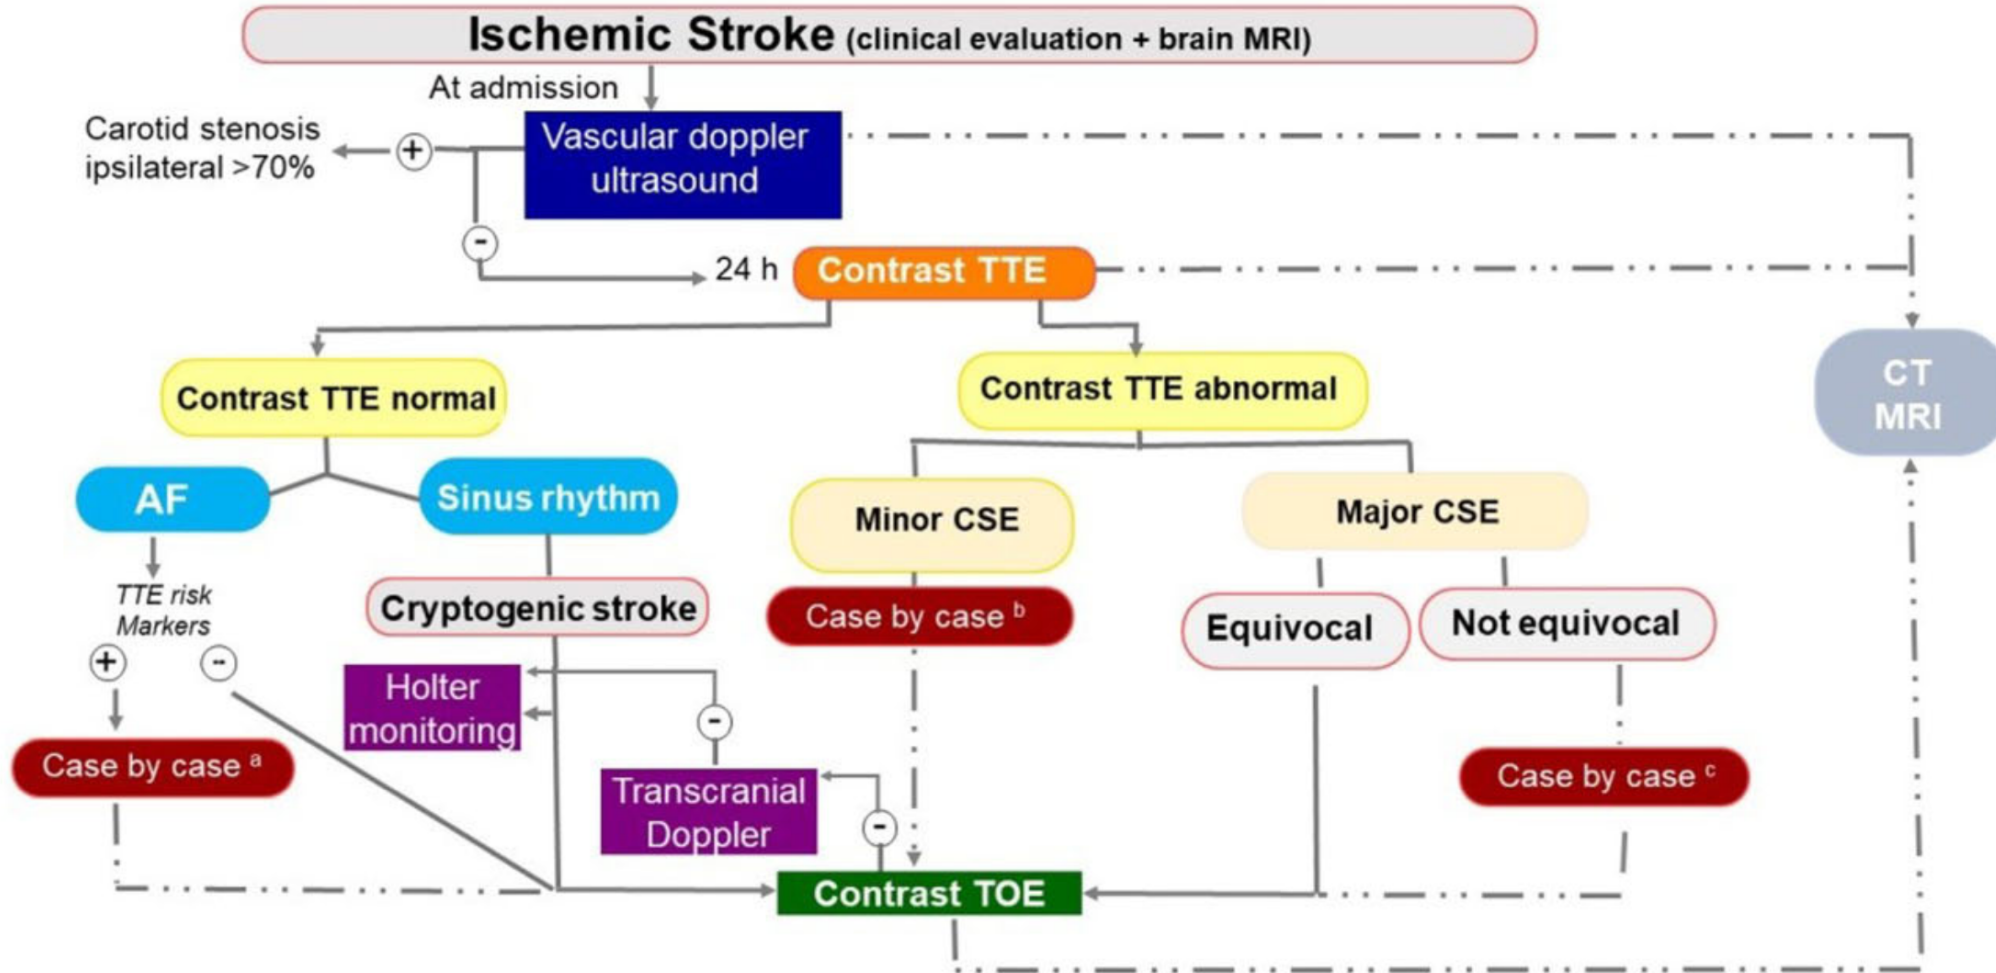 Ischemic Stroke (clinical evaluation + brain MRI)
At admission
Carotid stenosis
ipsilateral >70%
+
Vascular doppler
ultrasound
-
24 h
Contrast TTE
Contrast TTE normal
Contrast TTE abnormal
CT
MRI
AF
Sinus rhythm
Minor CSE
Major CSE
TTE risk
Markers
+
--
Cryptogenic stroke
Case by case b
Equivocal
Not equivocal
Holter
monitoring
-
Case by case a
Transcranial
Doppler
-
Case by case c
Contrast TOE